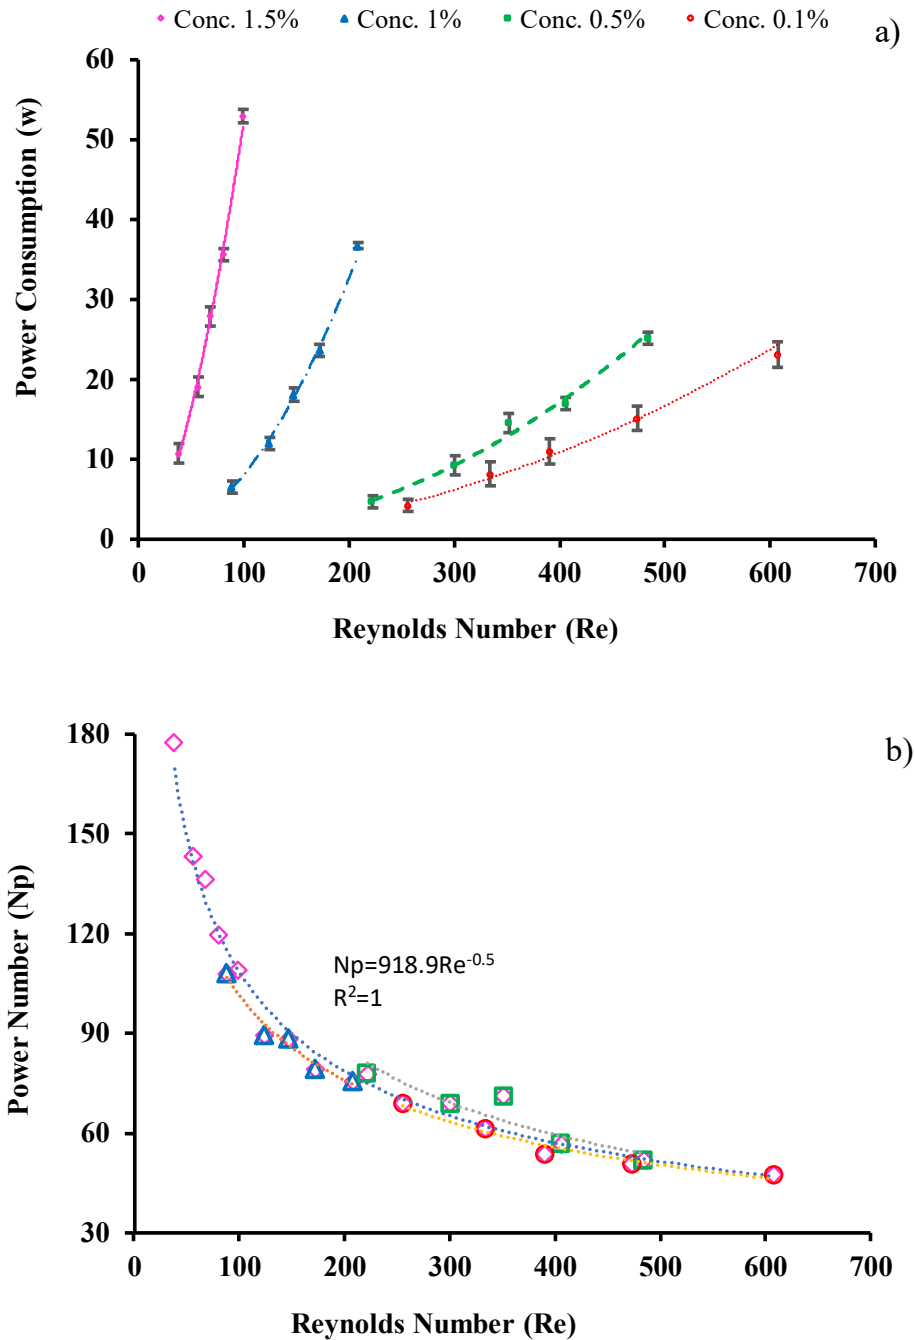 Conc. 1.5% Conc. 1% Conc. 0.5% Conc. 0.1%
a)
60
50
40
30
20
10
0
Power Consumption (w)
0 100 200 300 400 500 600 700
Reynolds Number (Re)
b)
180
150
120
90
60
30
Power Number (Np)
Np=918.9Re^-0.5
R²=1
0 100 200 300 400 500 600 700
Reynolds Number (Re)